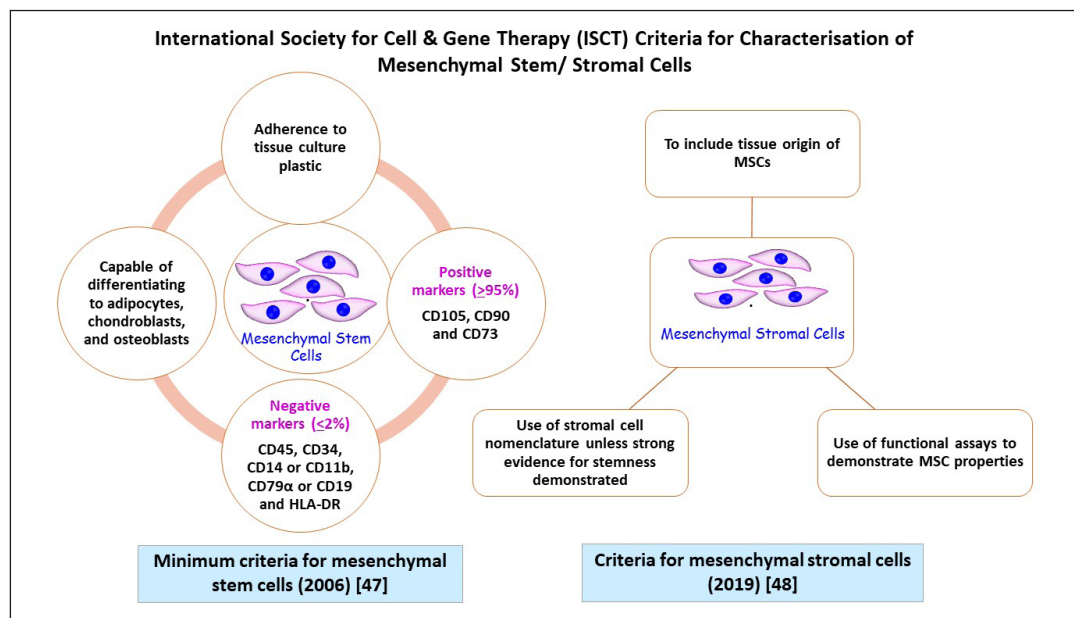 International Society for Cell & Gene Therapy (ISCT) Criteria for Characterisation of
Mesenchymal Stem/ Stromal Cells
Adherence to
tissue culture
plastic
Capable of
differentiating
to adipocytes,
chondroblasts,
and osteoblasts
Mesenchymal Stem
Cells
Positive
markers (≥95%)
CD105, CD90
and CD73
Negative
markers (≤2%)
CD45, CD34,
CD14 or CD11b,
CD79α or CD19
and HLA-DR
Minimum criteria for mesenchymal
stem cells (2006) [47]
To include tissue origin of
MSCs
Mesenchymal Stromal Cells
Use of stromal cell
nomenclature unless strong
evidence for stemness
demonstrated
Use of functional assays to
demonstrate MSC properties
Criteria for mesenchymal stromal cells
(2019) [48]